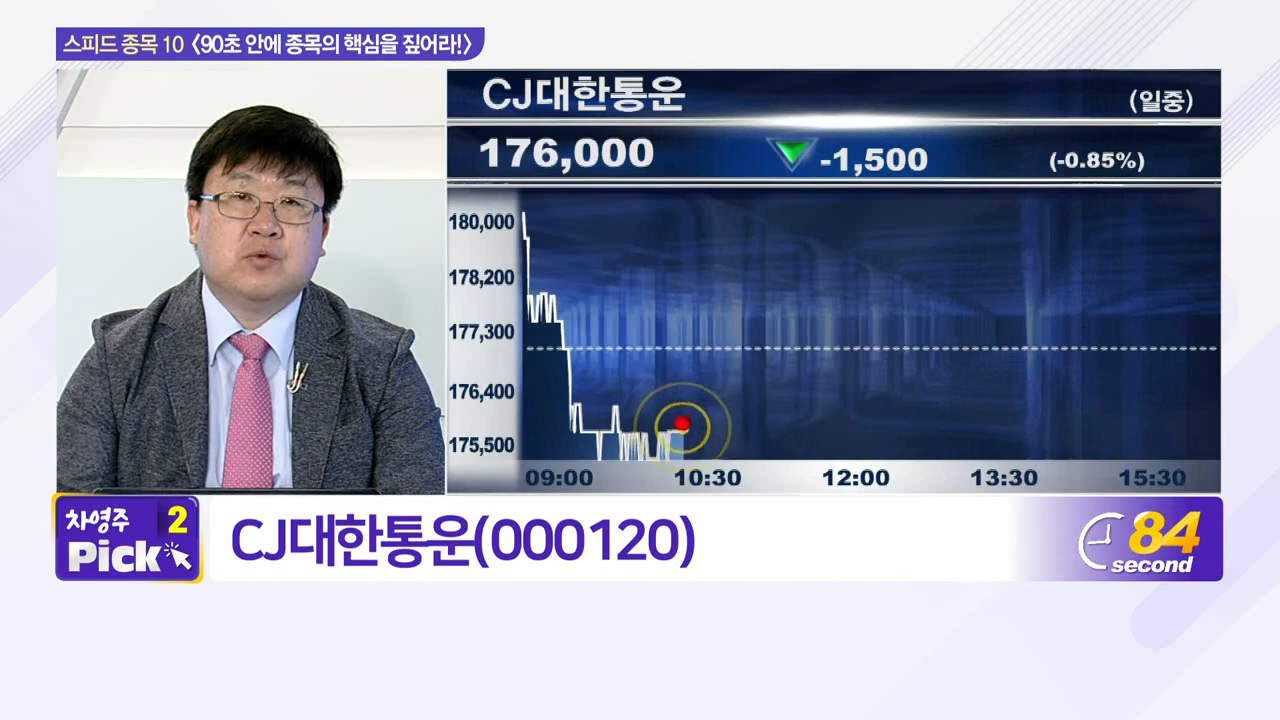 스피드 종목 10 〈90초 안에 종목의 핵심을 짚어라!〉
CJ대한통운
(일중)
176,000
-1,500
(-0.85%)
180,000
178,200
177,300
176,400
175,500
09:00
10:30
12:00
13:30
15:30
차영주 2
Pick
CJ대한통운(000120)
84
second